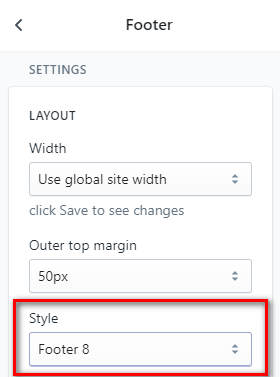 Footer
SETTINGS
LAYOUT
Width
Use global site width
click Save to see changes
Outer top margin
50px
Style
Footer 8